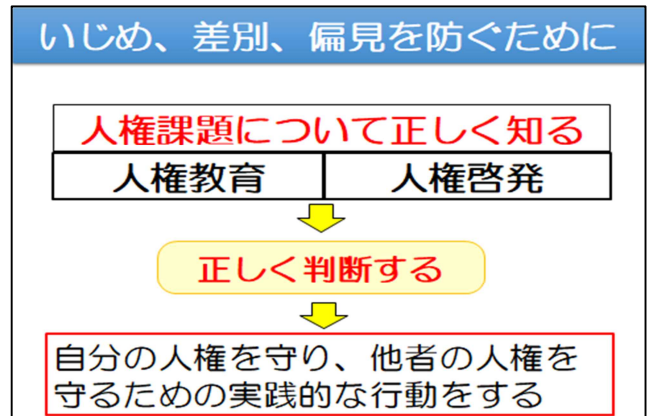 いじめ、差別、偏見を防ぐために
人権課題について正しく知る
人権教育
人権啓発
正しく判断する
自分の人権を守り、他者の人権を
守るための実践的な行動をする